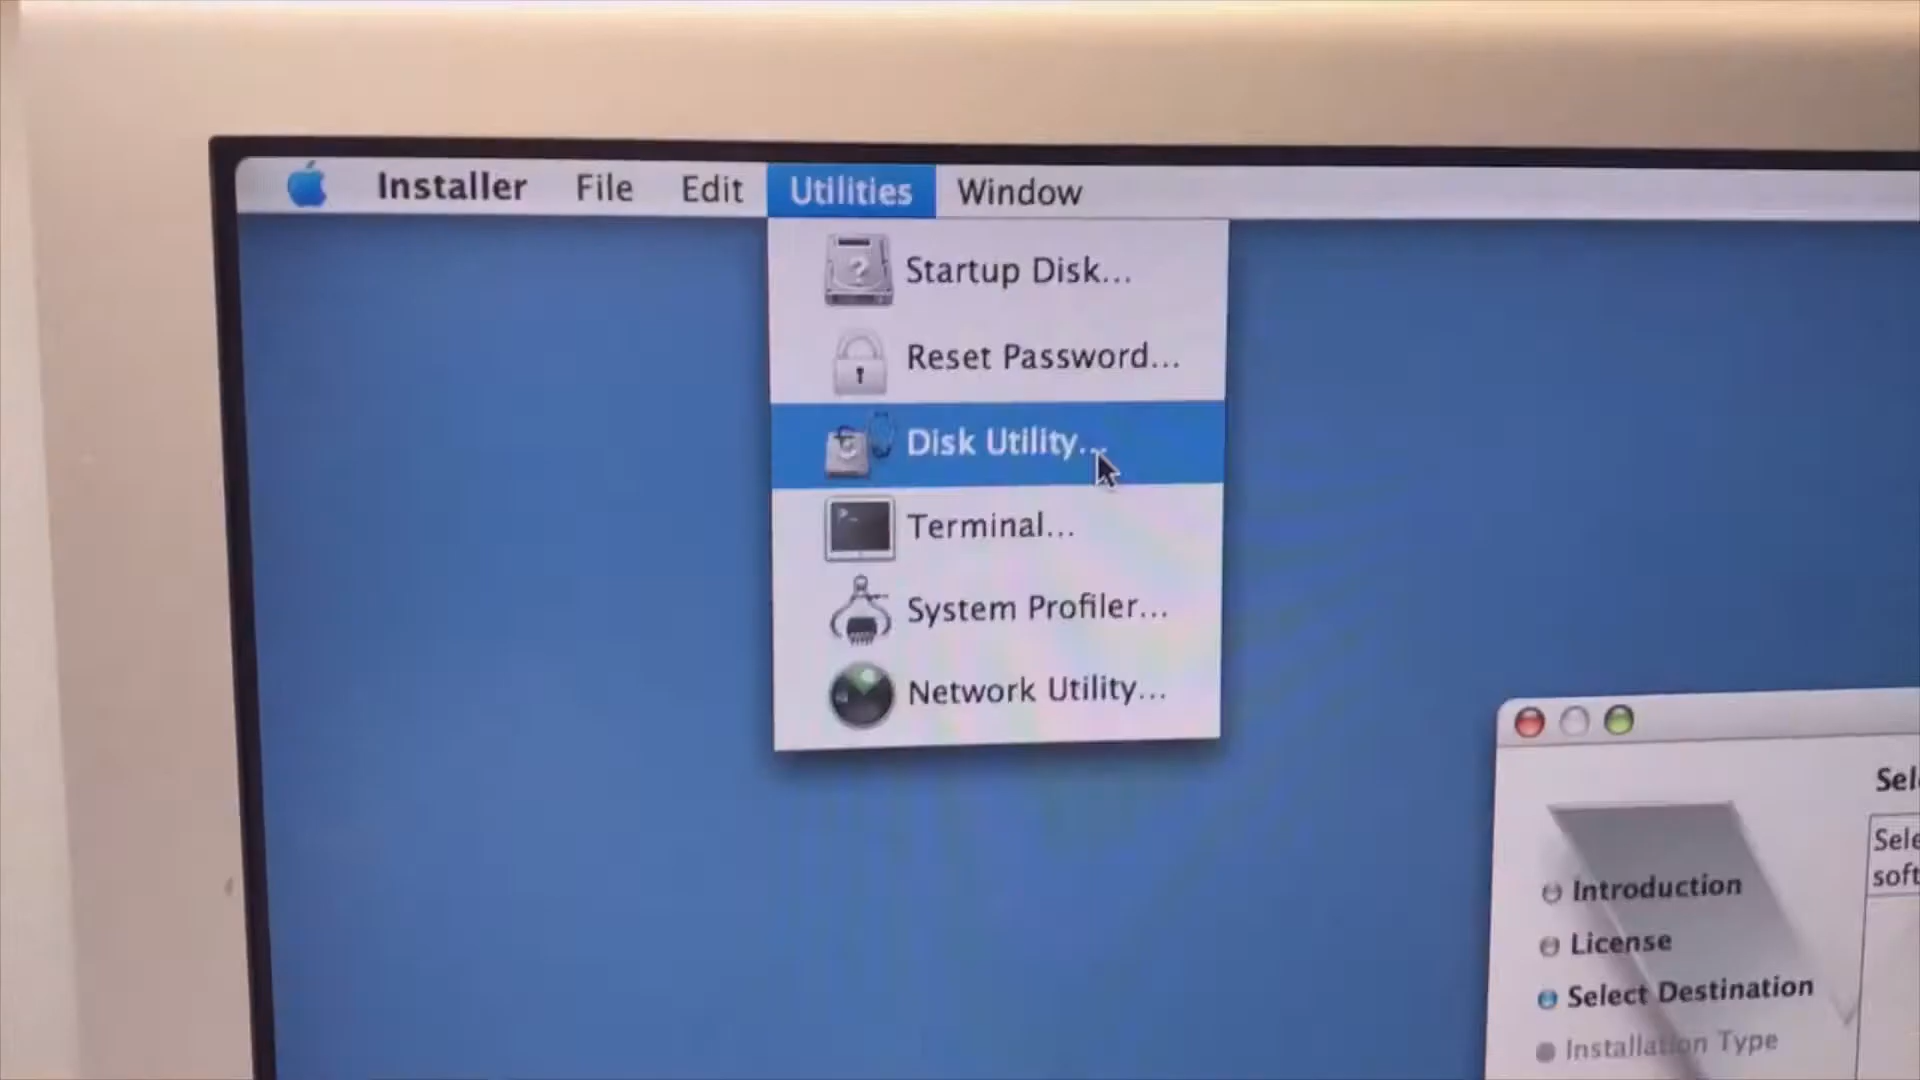 Installer File Edit Utilities Window
Startup Disk...
Reset Password...
Disk Utility...
Terminal...
System Profiler...
Network Utility...
Sel
Sele
soft
Introduction
License
Select Destination
Installation Type